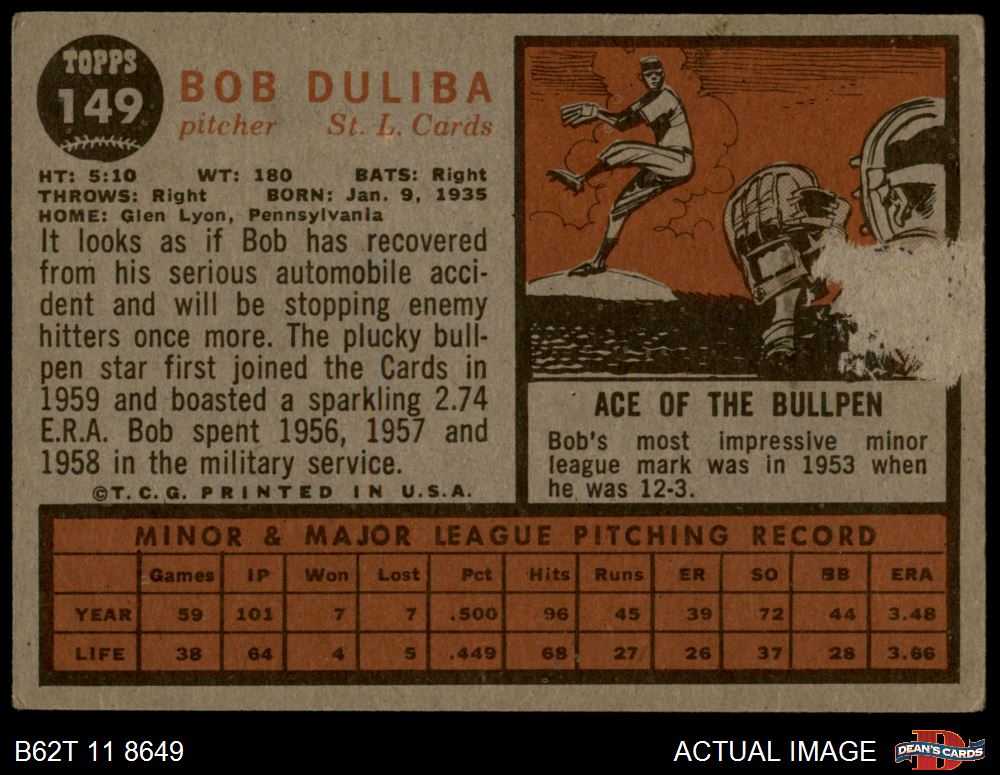 TOPPS
149
BOB DULIBA
pitcher St. L. Cards
HT: 5:10 WT: 180 BATS: Right
THROWS: Right BORN: Jan. 9, 1935
HOME: Glen Lyon, Pennsylvania
It looks as if Bob has recovered
from his serious automobile acci-
dent and will be stopping enemy
hitters once more. The plucky bull-
pen star first joined the Cards in
1959 and boasted a sparkling 2.74
E.R.A. Bob spent 1956, 1957 and
1958 in the military service.
©T.C.G. PRINTED IN U.S.A.
ACE OF THE BULLPEN
Bob's most impressive minor
league mark was in 1953 when
he was 12-3.
MINOR & MAJOR LEAGUE PITCHING RECORD
Games IP Won Lost Pct Hits Runs ER SO BB ERA
YEAR 59 101 7 7 .500 96 45 39 72 44 3.48
LIFE 38 64 4 5 .449 68 27 26 37 28 3.66
B62T 11 8649 ACTUAL IMAGE DEAN'S CARDS